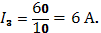 I₃ = 60/10 = 6 A.